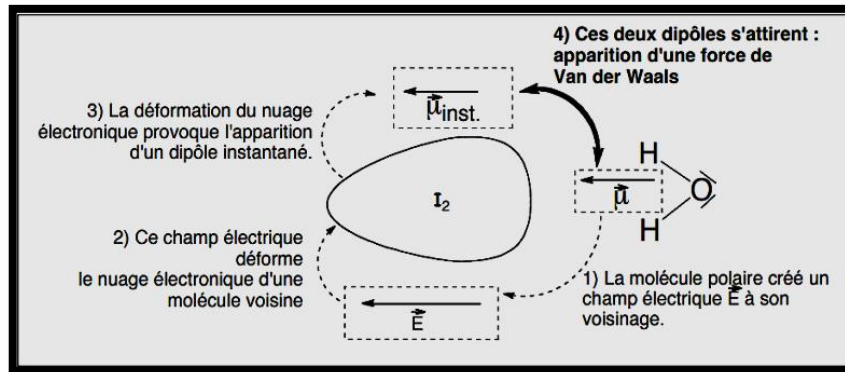 4) Ces deux dipôles s'attirent :
apparition d'une force de
Van der Waals
3) La déformation du nuage
électronique provoque l'apparition
d'un dipôle instantané.
μ⃗inst.
I₂
H
O
H
μ⃗
2) Ce champ électrique
déforme
le nuage électronique d'une
molécule voisine
E⃗
1) La molécule polaire créé un
champ électrique E⃗ à son
voisinage.